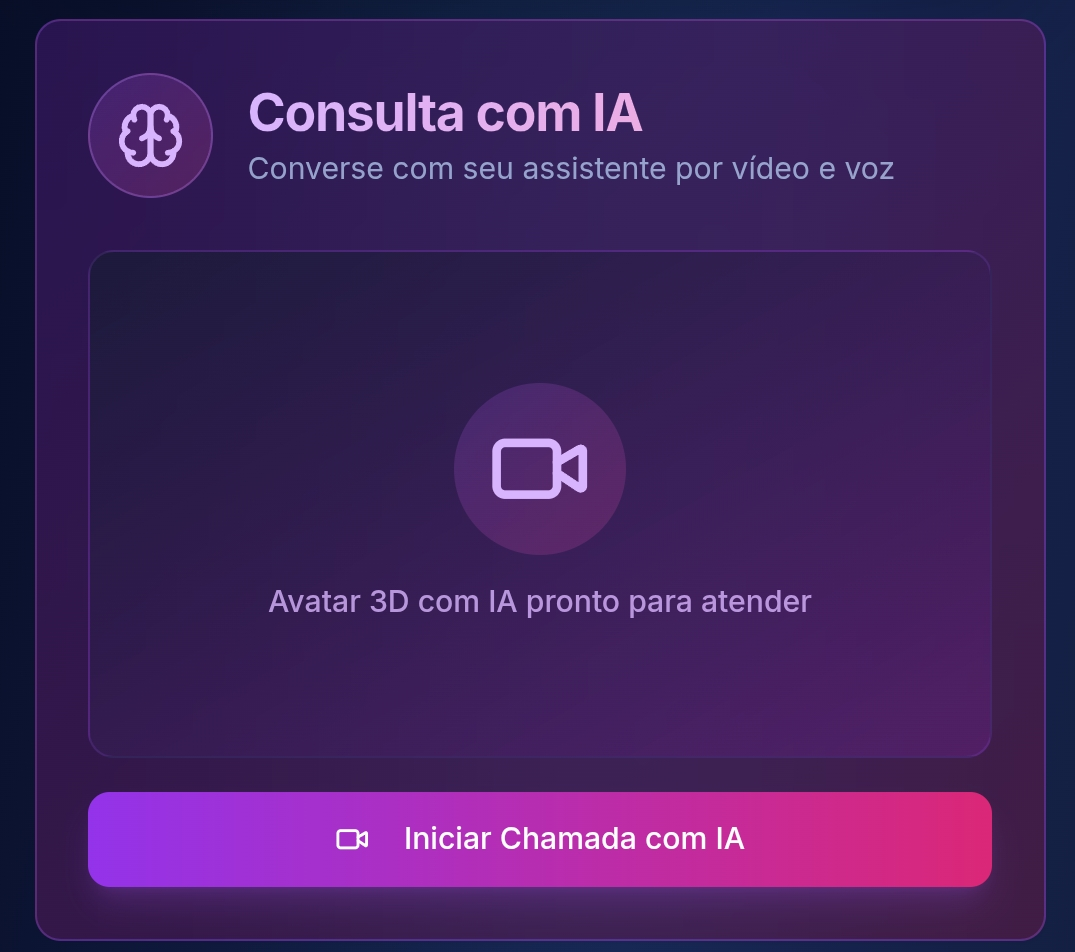 Consulta com IA
Converse com seu assistente por vídeo e voz
Avatar 3D com IA pronto para atender
Iniciar Chamada com IA